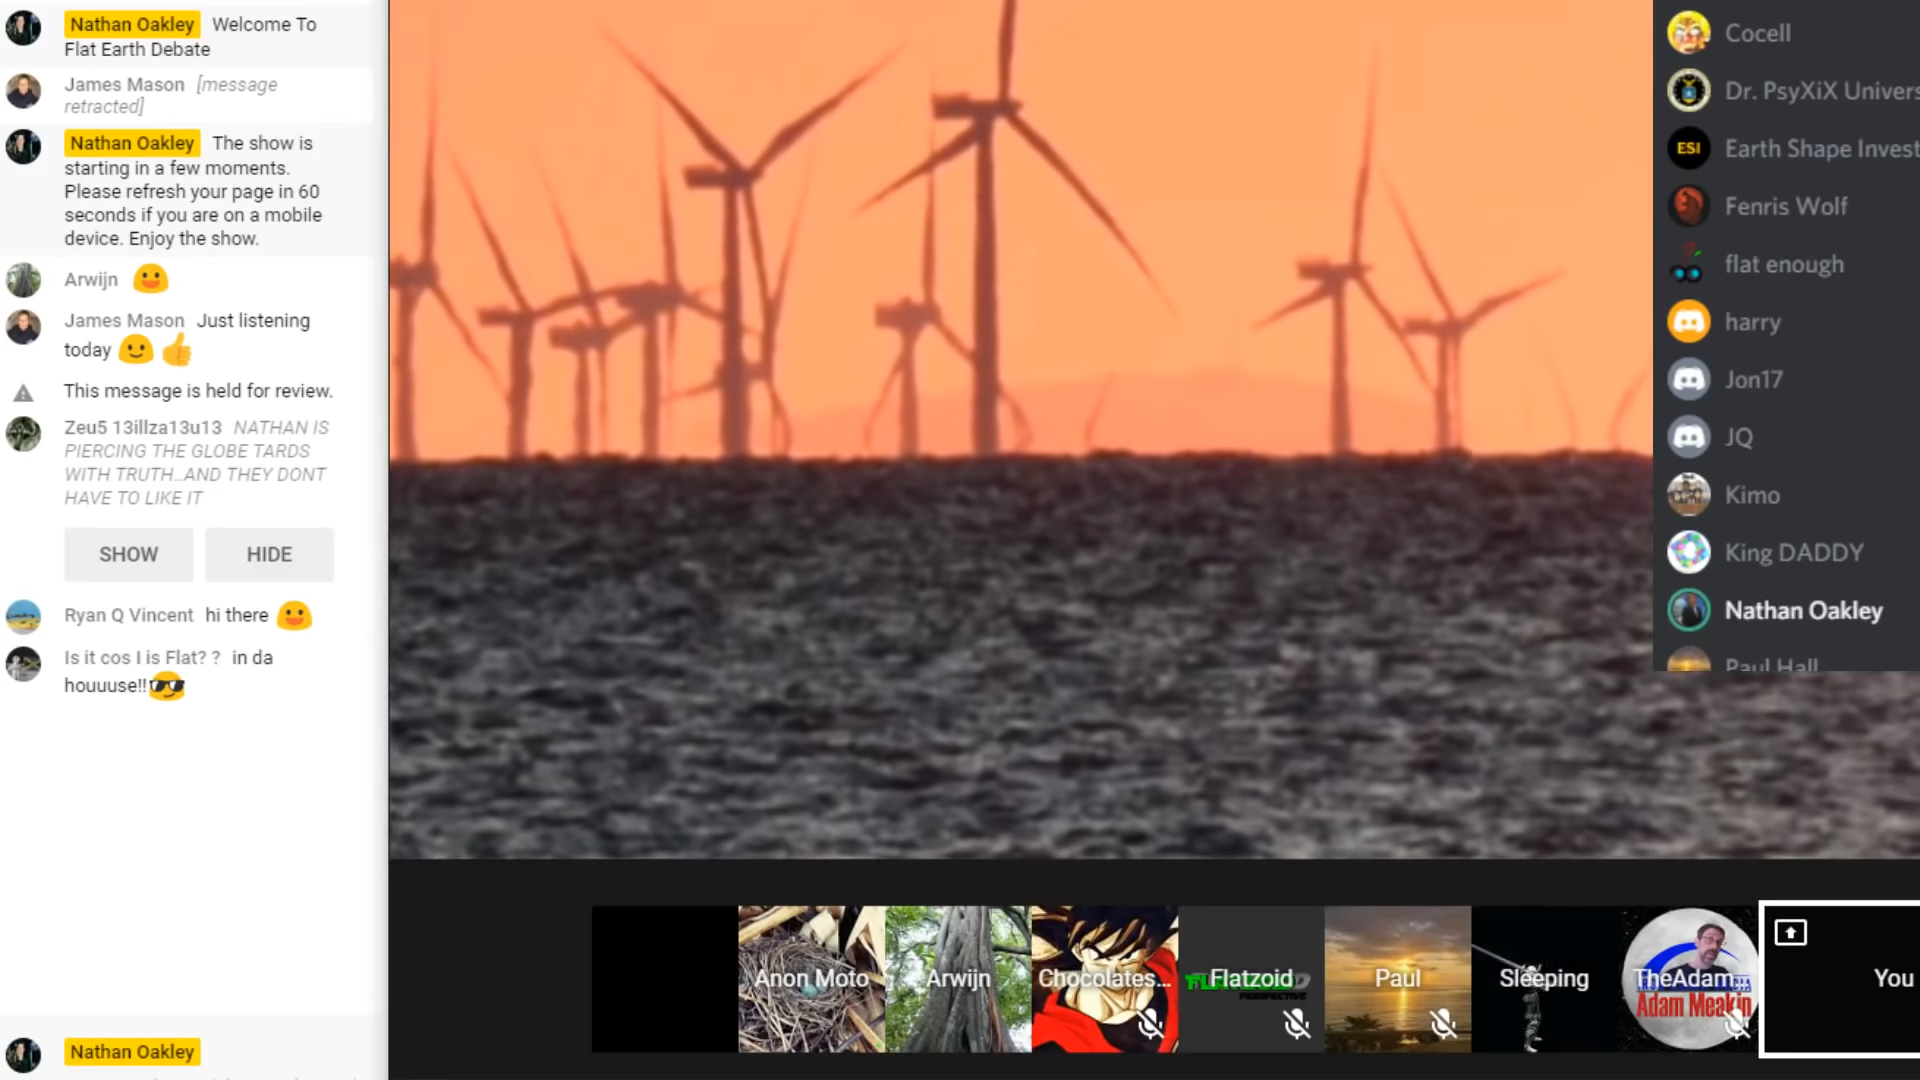 Nathan Oakley Welcome To
Flat Earth Debate
James Mason [message
retracted]
Nathan Oakley The show is
starting in a few moments.
Please refresh your page in 60
seconds if you are on a mobile
device. Enjoy the show.
Arwijn
James Mason Just listening
today
This message is held for review.
Zeu5 13illza13u13 NATHAN IS
PIERCING THE GLOBE TARDS
WITH TRUTH..AND THEY DONT
HAVE TO LIKE IT
SHOW HIDE
Ryan Q Vincent hi there
Is it cos I is Flat? ? in da
houuuse!!
Nathan Oakley
Cocell
Dr. PsyXiX Univers
ESI Earth Shape Invest
Fenris Wolf
flat enough
harry
Jon17
JQ
Kimo
King DADDY
Nathan Oakley
Paul Hall
Anon Moto
Arwijn
Chocolates...
Flatzoid
PERSPECTIVE
Paul
Sleeping
TheAdam...
Adam Meakin
You